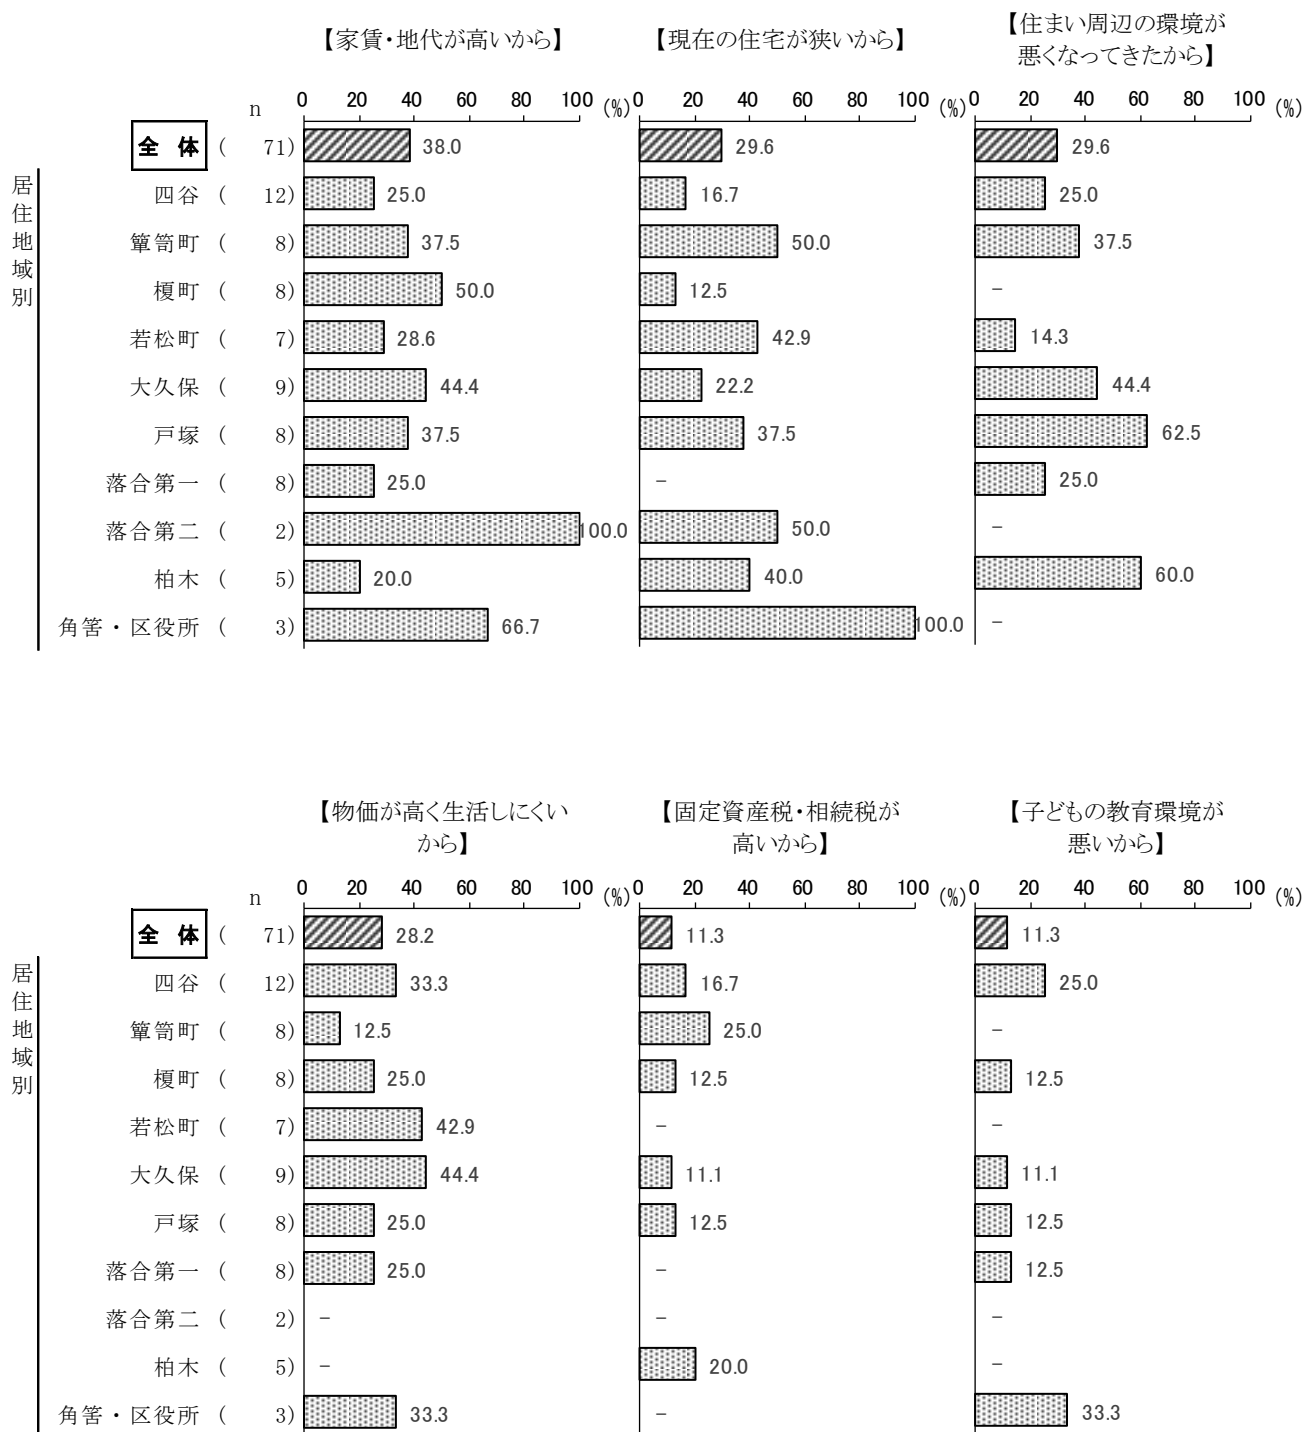 【家賃・地代が高いから】 【現在の住宅が狭いから】 【住まい周辺の環境が
悪くなってきたから】
n 0 20 40 60 80 100 (%) 0 20 40 60 80 100 (%) 0 20 40 60 80 100 (%)
全 体 ( 71) 38.0 29.6 29.6
居住地域別
四谷 ( 12) 25.0 16.7 25.0
簞笥町 ( 8) 37.5 50.0 37.5
榎町 ( 8) 50.0 12.5 －
若松町 ( 7) 28.6 42.9 14.3
大久保 ( 9) 44.4 22.2 44.4
戸塚 ( 8) 37.5 37.5 62.5
落合第一 ( 8) 25.0 － 25.0
落合第二 ( 2) 100.0 50.0 －
柏木 ( 5) 20.0 40.0 60.0
角筈・区役所 ( 3) 66.7 100.0 －
【物価が高く生活しにくい 【固定資産税・相続税が 【子どもの教育環境が
から】 高いから】 悪いから】
n 0 20 40 60 80 100 (%) 0 20 40 60 80 100 (%) 0 20 40 60 80 100 (%)
全 体 ( 71) 28.2 11.3 11.3
居住地域別
四谷 ( 12) 33.3 16.7 25.0
簞笥町 ( 8) 12.5 25.0 －
榎町 ( 8) 25.0 12.5 12.5
若松町 ( 7) 42.9 － －
大久保 ( 9) 44.4 11.1 11.1
戸塚 ( 8) 25.0 12.5 12.5
落合第一 ( 8) 25.0 － 12.5
落合第二 ( 2) － － －
柏木 ( 5) － 20.0 －
角筈・区役所 ( 3) 33.3 － 33.3